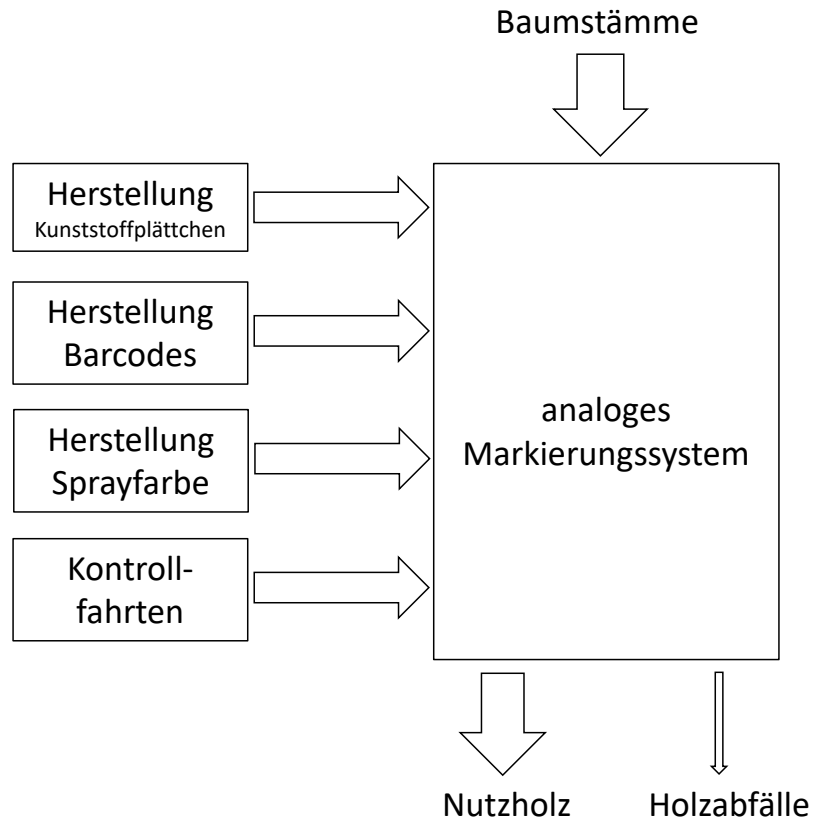 Baumstämme
Herstellung
Kunststoffplättchen
Herstellung
Barcodes
Herstellung
Sprayfarbe
Kontroll-
fahrten
analoges
Markierungssystem
Nutzholz
Holzabfälle